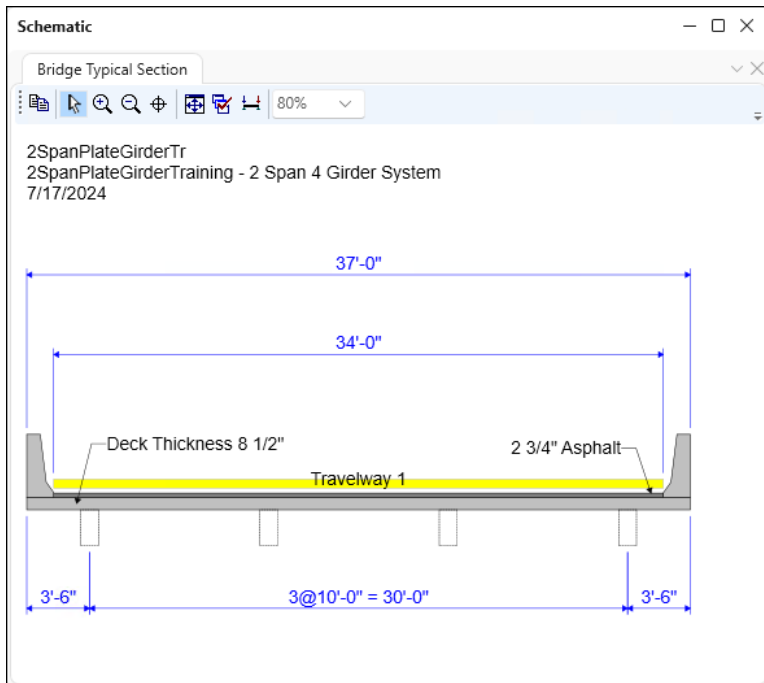 Schematic
Bridge Typical Section
80%
2SpanPlateGirderTr
2SpanPlateGirderTraining - 2 Span 4 Girder System
7/17/2024
37'-0"
34'-0"
Deck Thickness 8 1/2"
2 3/4" Asphalt
Travelway 1
3'-6"
3@10'-0" = 30'-0"
3'-6"